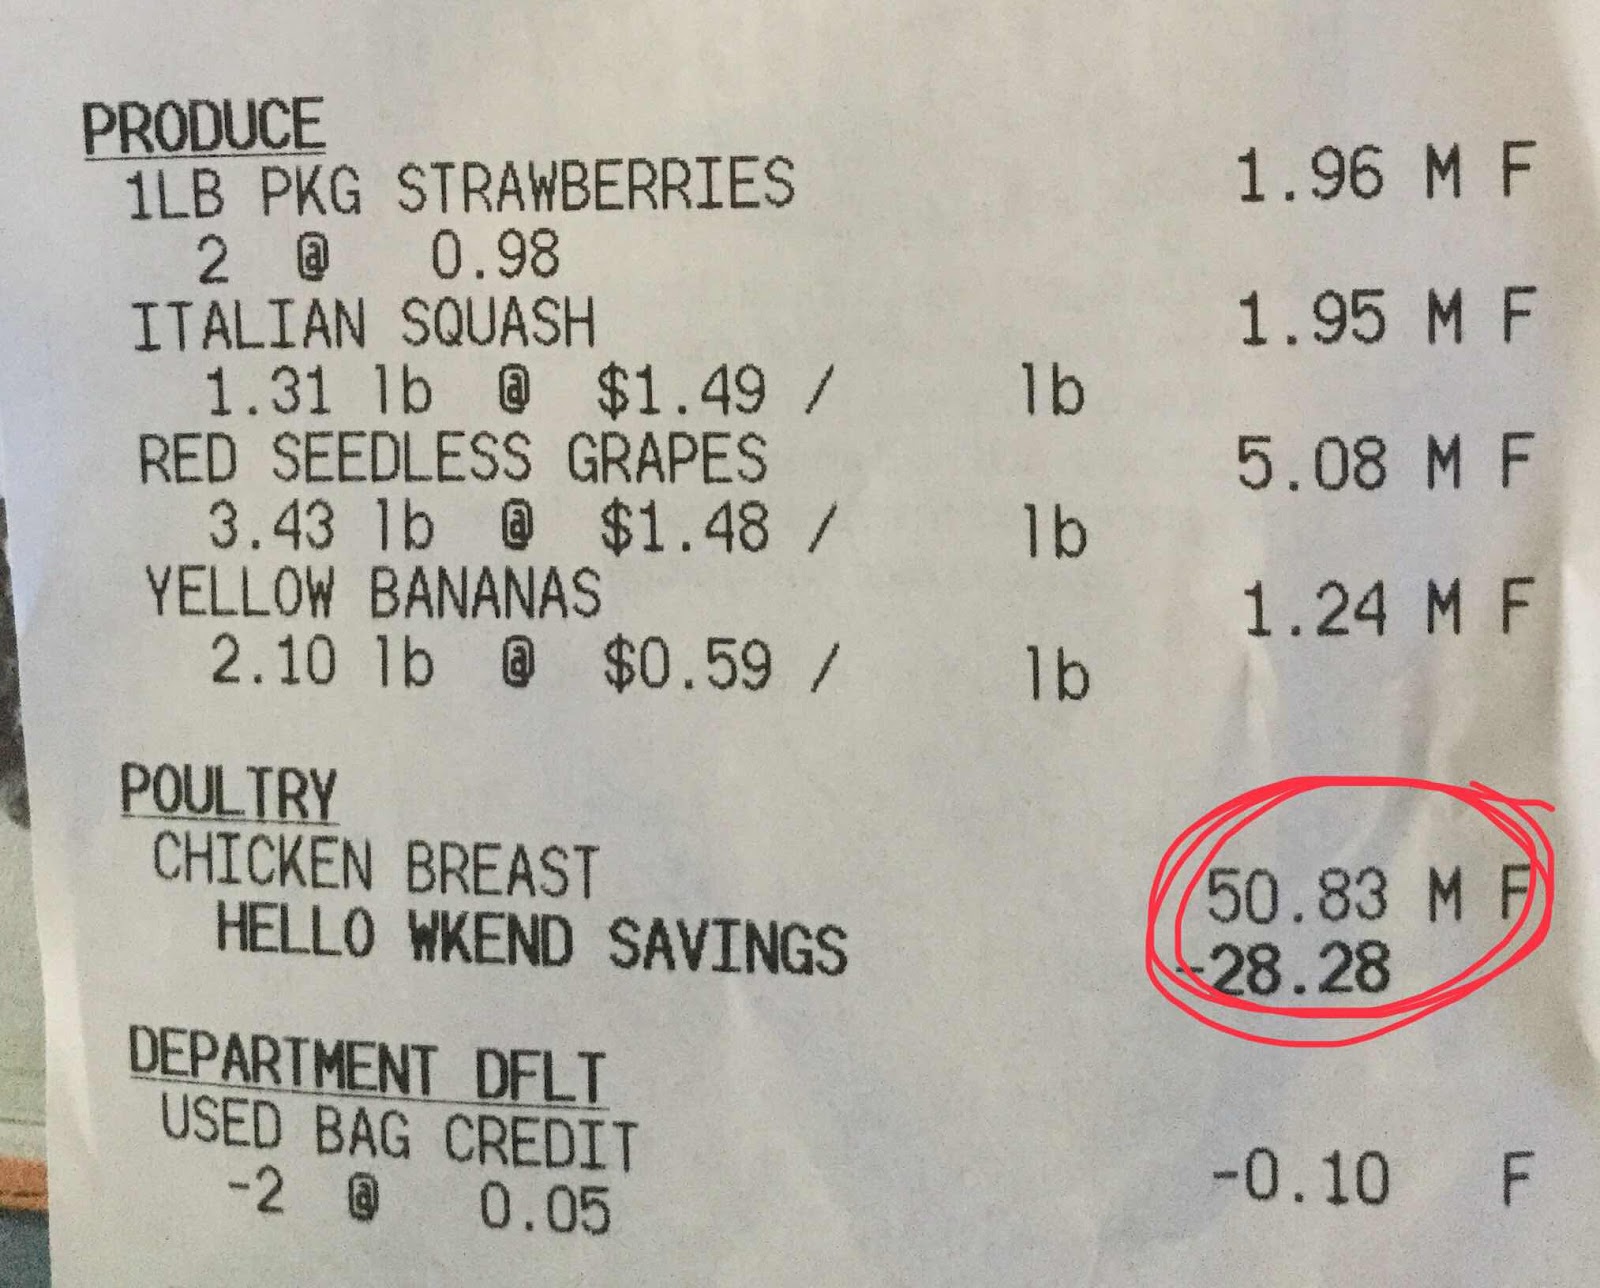 PRODUCE
1LB PKG STRAWBERRIES 1.96 M F
2 @ 0.98
ITALIAN SQUASH 1.95 M F
1.31 lb @ $1.49 / lb
RED SEEDLESS GRAPES 5.08 M F
3.43 lb @ $1.48 / lb
YELLOW BANANAS 1.24 M F
2.10 lb @ $0.59 / lb
POULTRY
CHICKEN BREAST 50.83 M F
HELLO WKEND SAVINGS -28.28
DEPARTMENT DFLT
USED BAG CREDIT -0.10 F
-2 @ 0.05